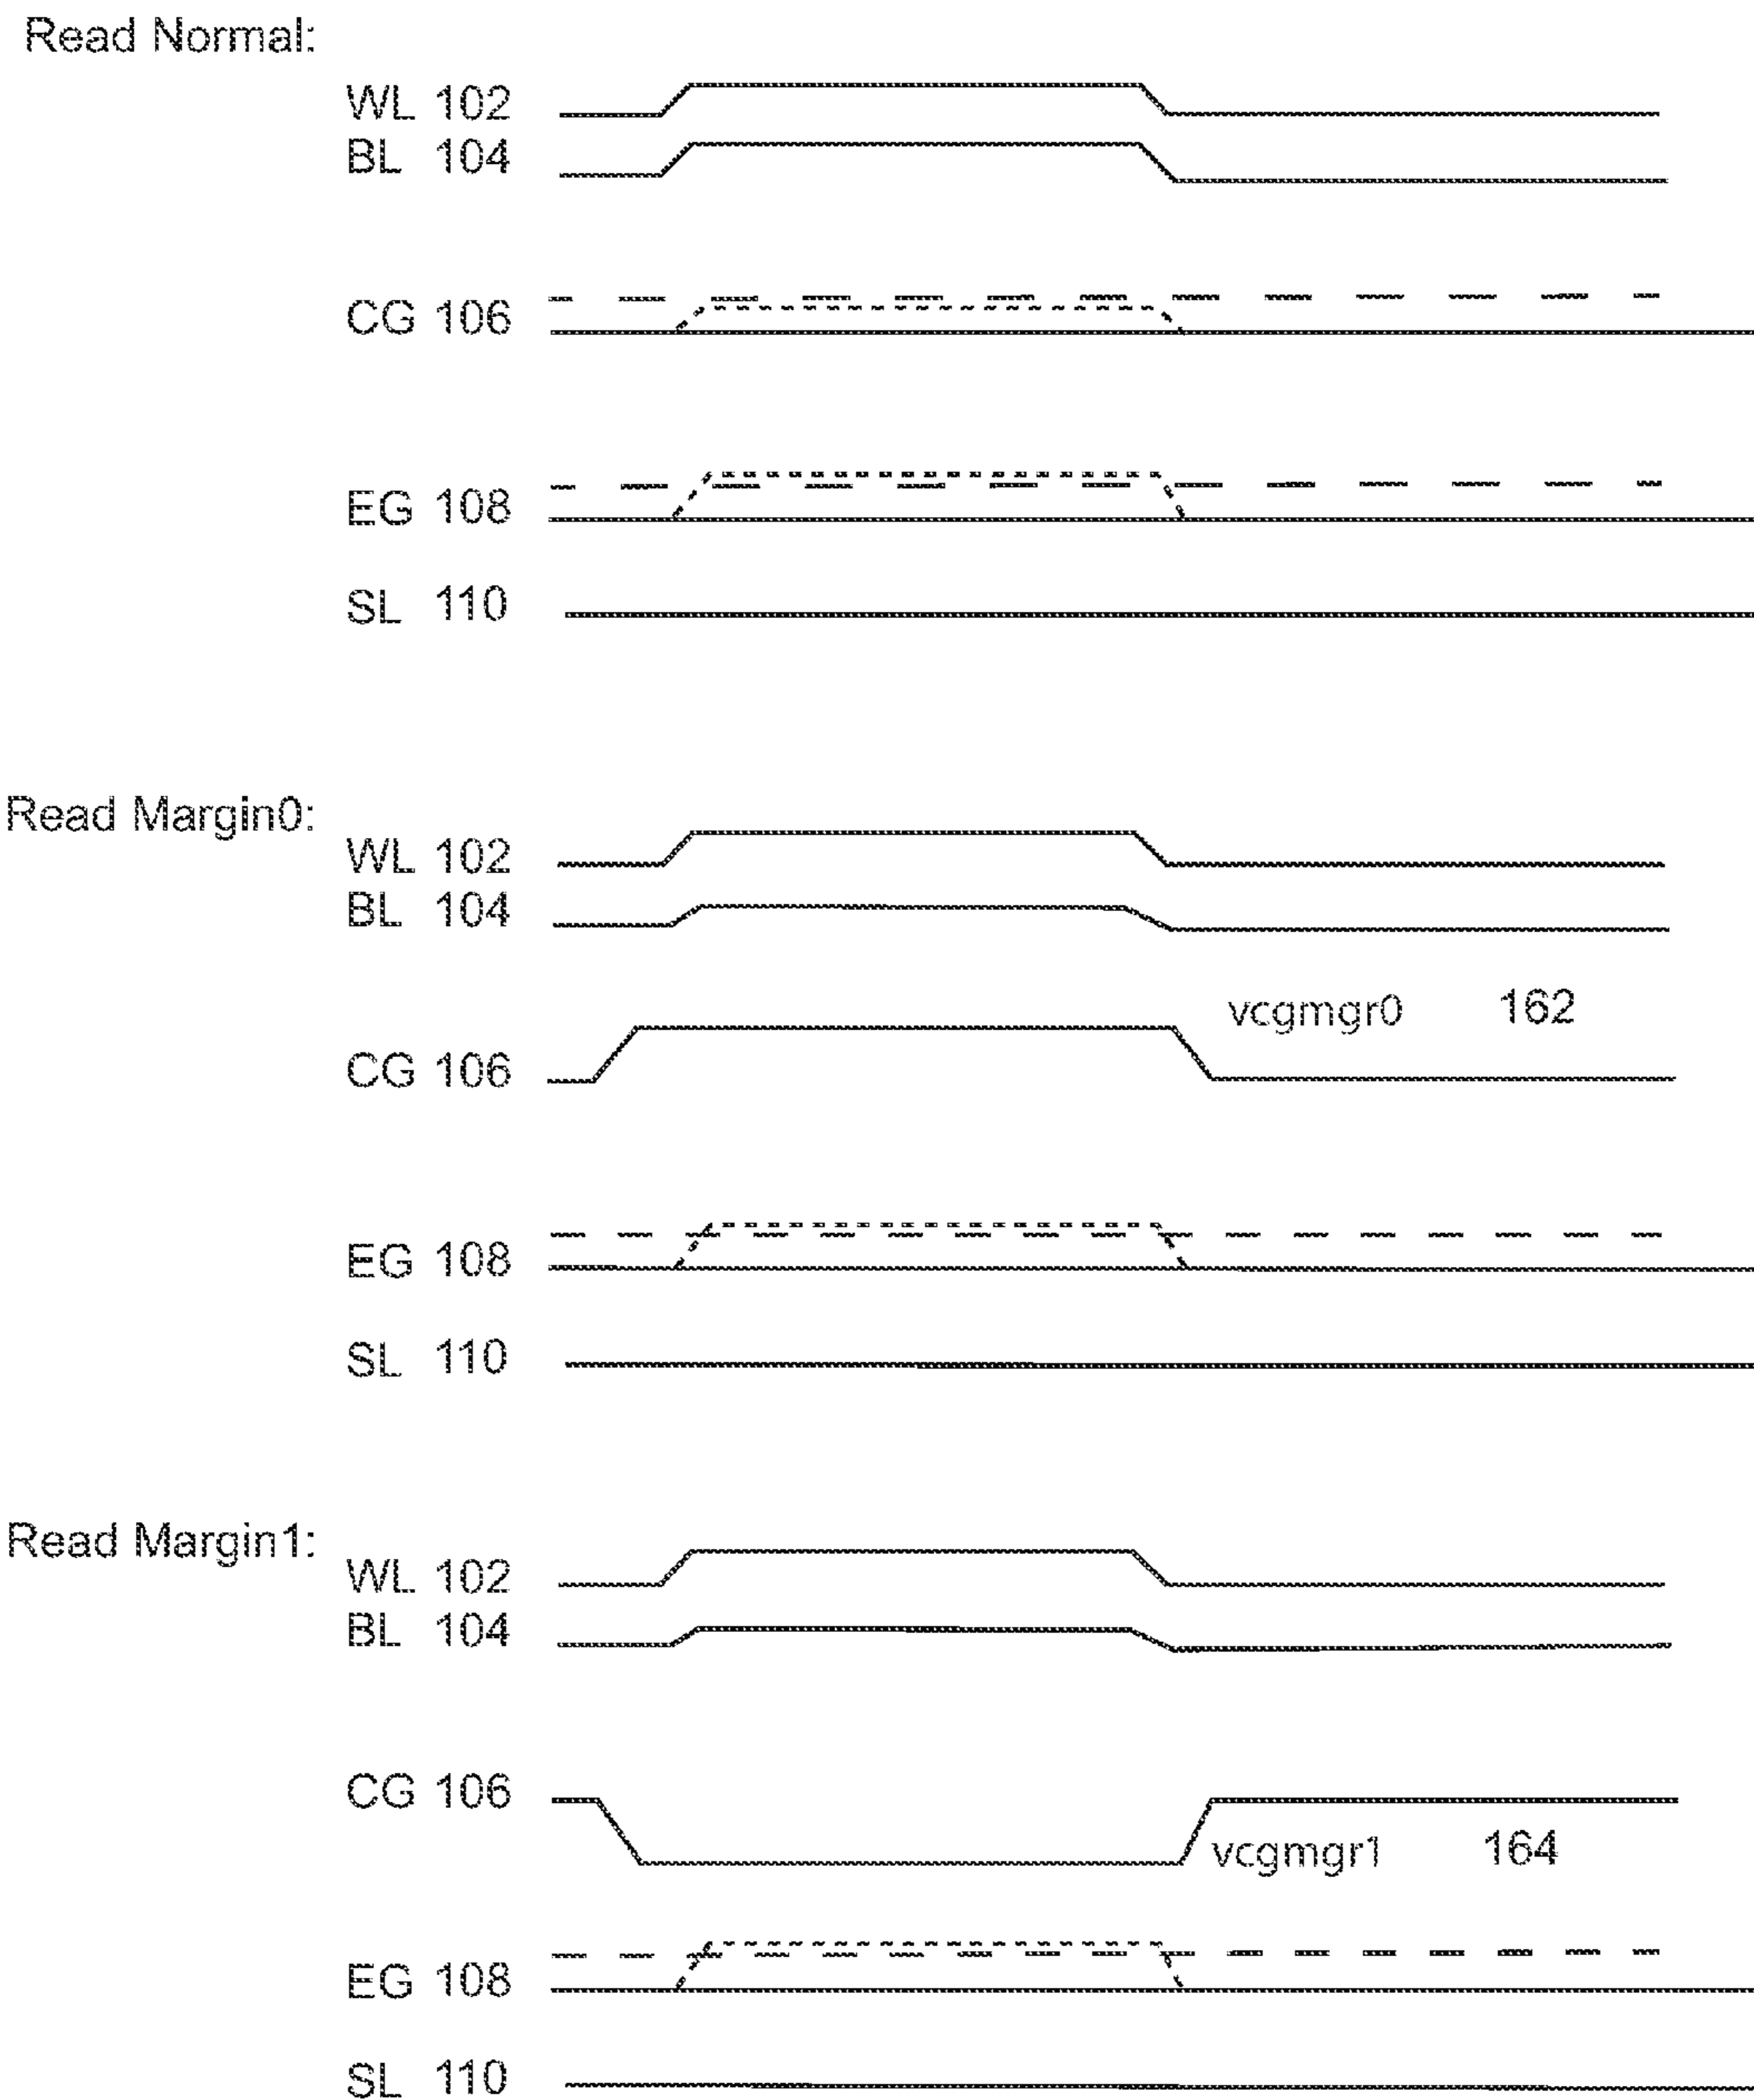 Read Normal:
WL 102
BL 104
CG 106
EG 108
SL 110
Read Margin0:
WL 102
BL 104
vcgmgr0 162
CG 106
EG 108
SL 110
Read Margin1:
WL 102
BL 104
CG 106
vcgmgr1 164
EG 108
SL 110